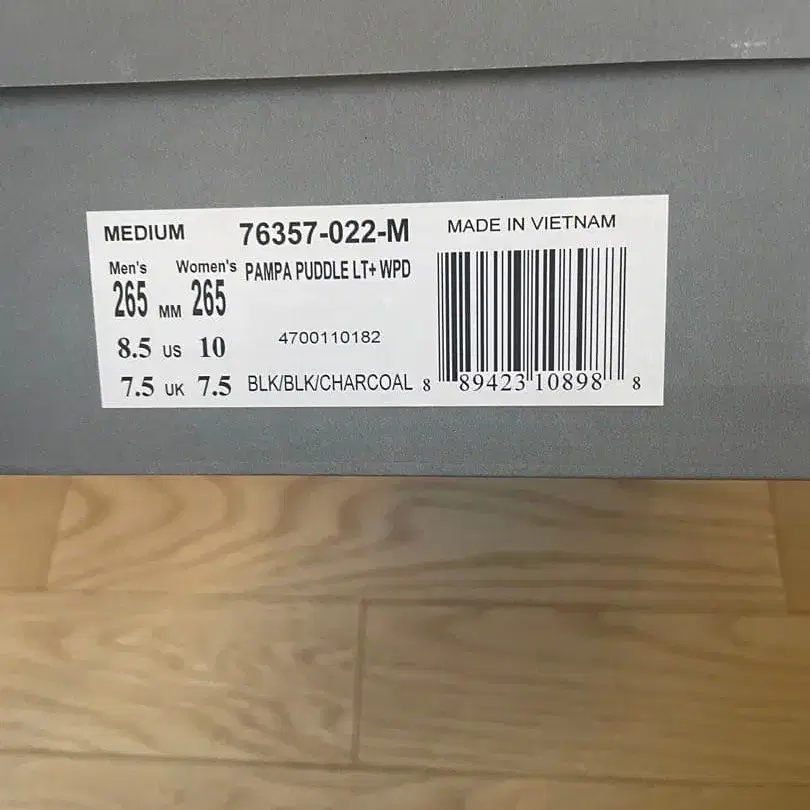 MEDIUM 76357-022-M MADE IN VIETNAM
Men's Women's PAMPA PUDDLE LT+ WPD
265 MM 265
8.5 US 10 4700110182
7.5 UK 7.5 BLK/BLK/CHARCOAL 8 89423 10898 8